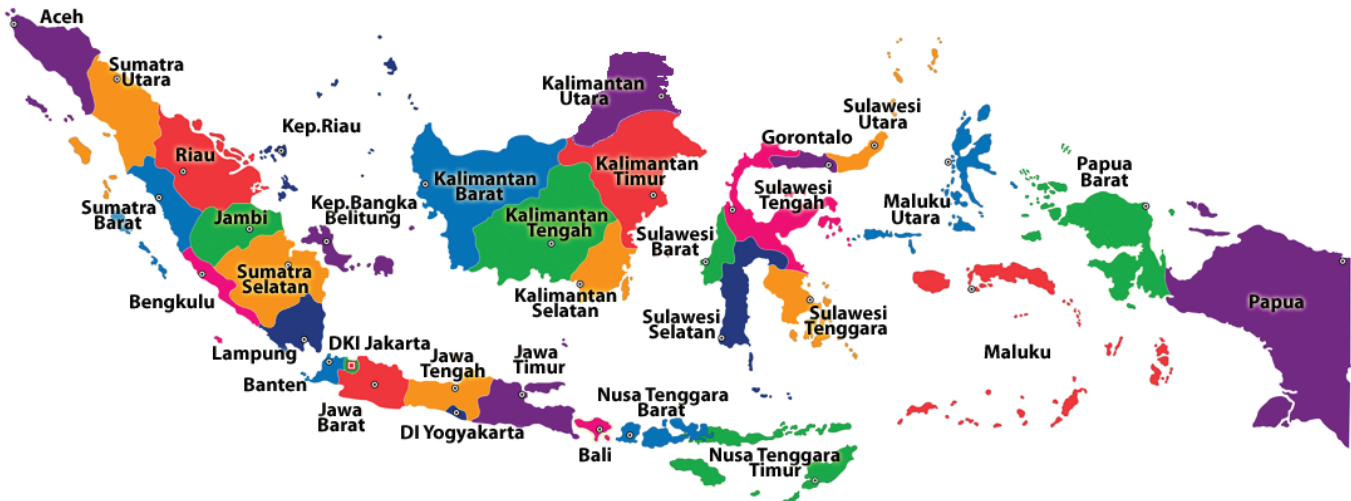 Aceh
Sumatra
Utara
Kep.Riau
Riau
Sumatra
Barat
Jambi
Kep.Bangka
Belitung
Sumatra
Selatan
Bengkulu
Lampung
DKI Jakarta
Banten
Jawa
Barat
Jawa
Tengah
DI Yogyakarta
Jawa
Timur
Bali
Nusa Tenggara
Barat
Nusa Tenggara
Timur
Kalimantan
Utara
Kalimantan
Barat
Kalimantan
Timur
Kalimantan
Tengah
Kalimantan
Selatan
Sulawesi
Utara
Gorontalo
Sulawesi
Tengah
Sulawesi
Barat
Sulawesi
Selatan
Sulawesi
Tenggara
Maluku
Utara
Maluku
Papua
Barat
Papua